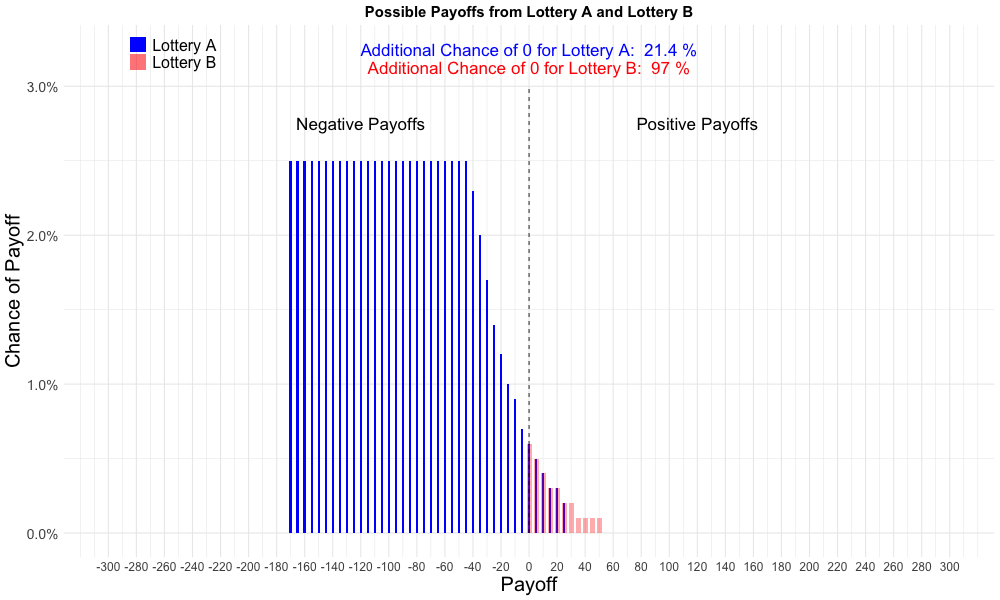 Possible Payoffs from Lottery A and Lottery B
Lottery A
Lottery B
Additional Chance of 0 for Lottery A: 21.4 %
Additional Chance of 0 for Lottery B: 97 %
Negative Payoffs
Positive Payoffs
Chance of Payoff
3.0%
2.0%
1.0%
0.0%
-300 -280 -260 -240 -220 -200 -180 -160 -140 -120 -100 -80 -60 -40 -20 0 20 40 60 80 100 120 140 160 180 200 220 240 260 280 300
Payoff